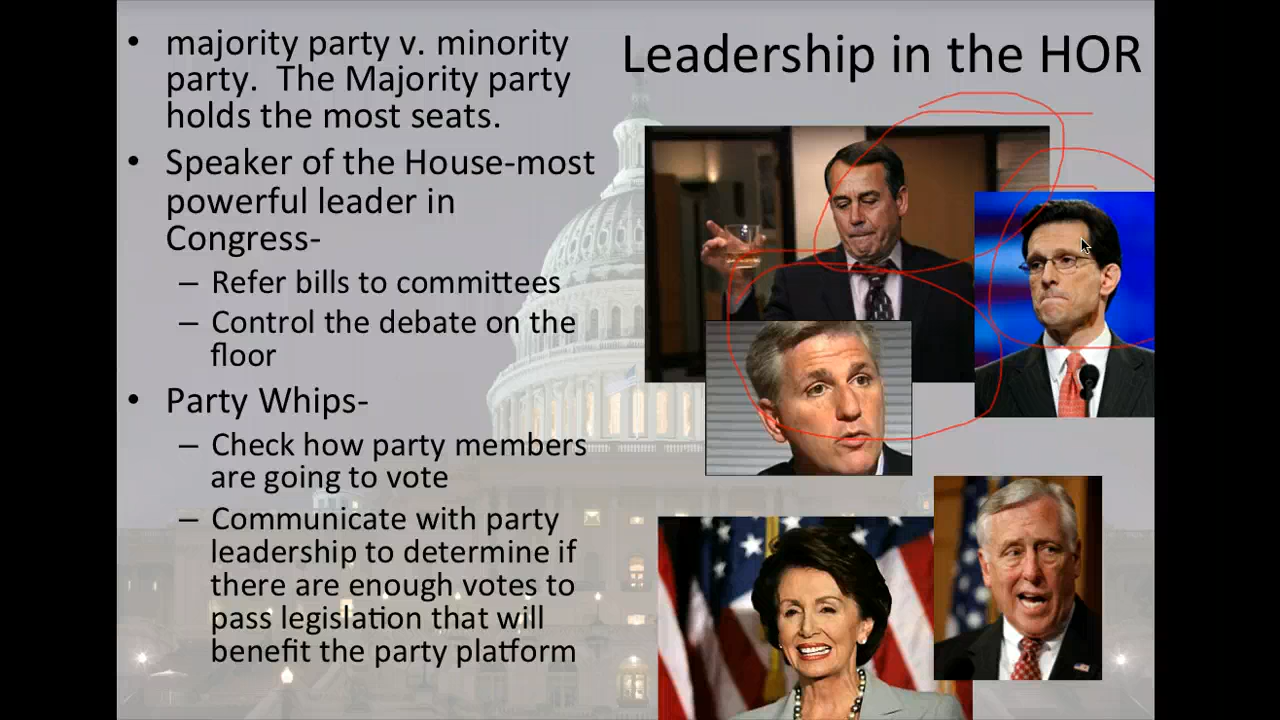 Leadership in the HOR
• majority party v. minority
party.  The Majority party
holds the most seats.
• Speaker of the House-most
powerful leader in
Congress-
– Refer bills to committees
– Control the debate on the
floor
• Party Whips-
– Check how party members
are going to vote
– Communicate with party
leadership to determine if
there are enough votes to
pass legislation that will
benefit the party platform